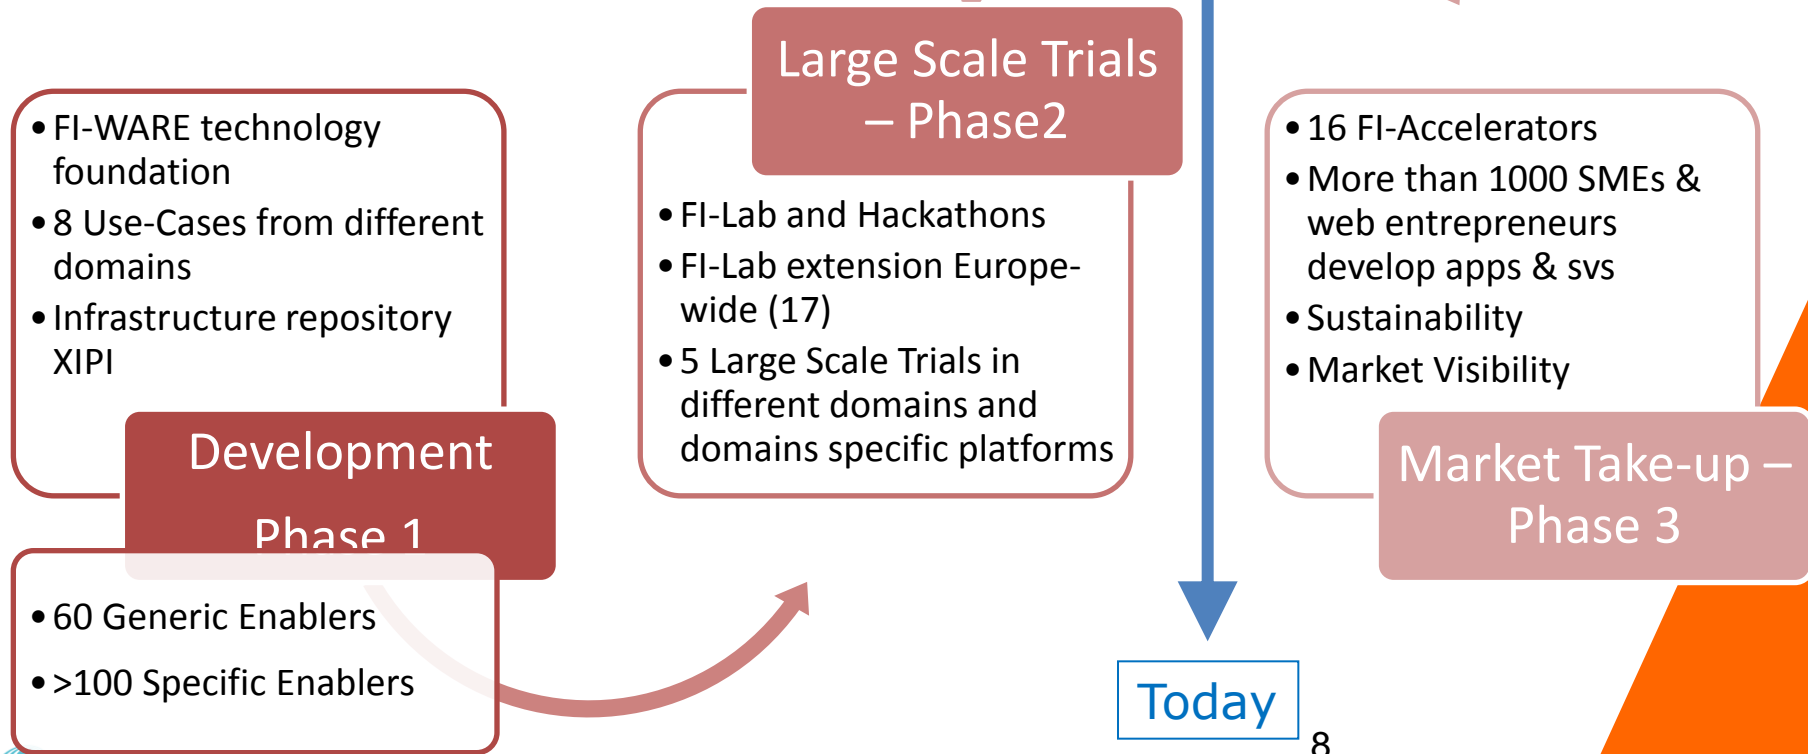 • FI-WARE technology
foundation
• 8 Use-Cases from different
domains
• Infrastructure repository
XIPI
Development
Phase 1
• 60 Generic Enablers
• >100 Specific Enablers
Large Scale Trials
– Phase2
• FI-Lab and Hackathons
• FI-Lab extension Europe-
wide (17)
• 5 Large Scale Trials in
different domains and
domains specific platforms
• 16 FI-Accelerators
• More than 1000 SMEs &
web entrepreneurs
develop apps & svs
• Sustainability
• Market Visibility
Market Take-up –
Phase 3
Today
8